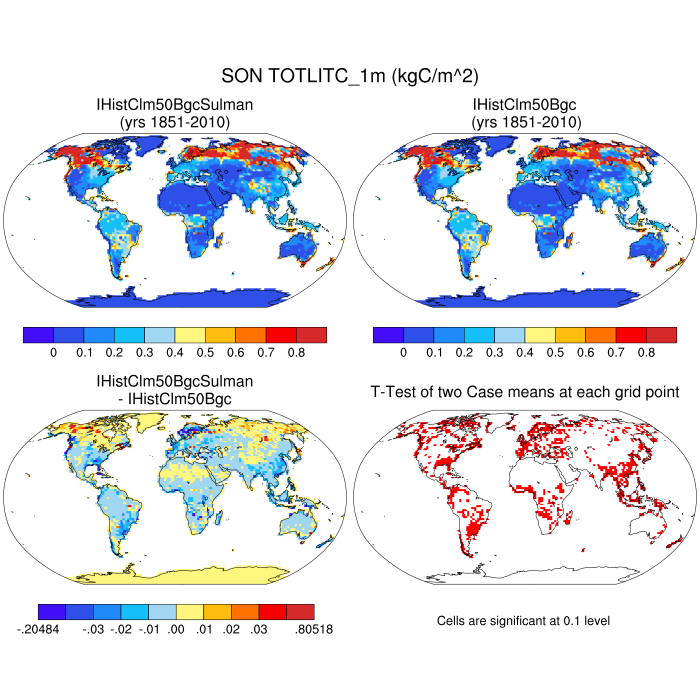 SON TOTLITC_1m (kgC/m^2)
IHistClm50BgcSulman
(yrs 1851-2010)
IHistClm50Bgc
(yrs 1851-2010)
0 0.1 0.2 0.3 0.4 0.5 0.6 0.7 0.8
0 0.1 0.2 0.3 0.4 0.5 0.6 0.7 0.8
IHistClm50BgcSulman
- IHistClm50Bgc
T-Test of two Case means at each grid point
-.20484 -.03 -.02 -.01 .00 .01 .02 .03 .80518
Cells are significant at 0.1 level